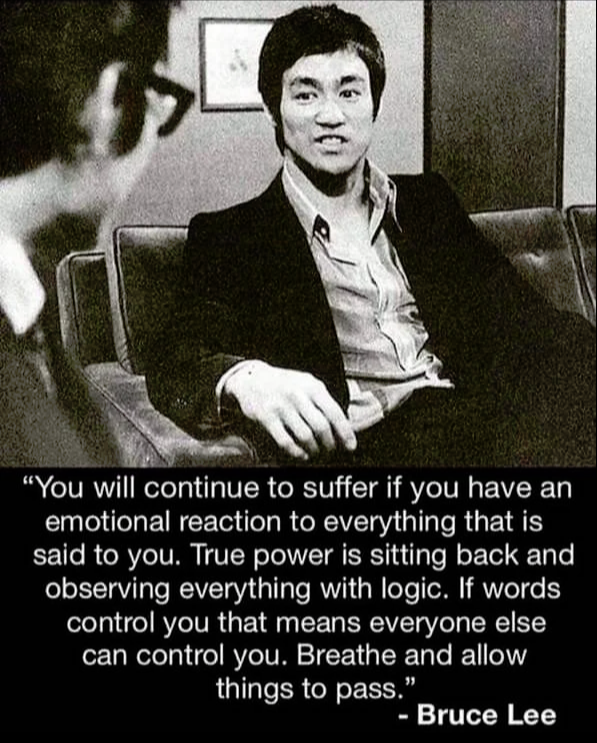 “You will continue to suffer if you have an
emotional reaction to everything that is
said to you. True power is sitting back and
observing everything with logic. If words
control you that means everyone else
can control you. Breathe and allow
things to pass.”
- Bruce Lee